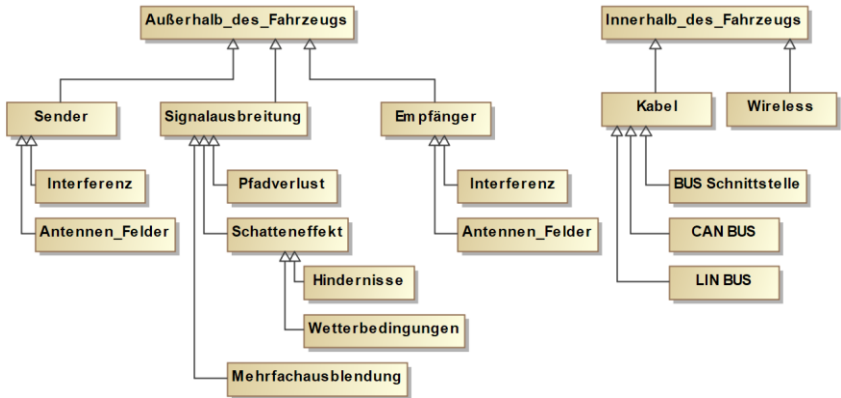 Außerhalb_des_Fahrzeugs
Innerhalb_des_Fahrzeugs
Sender
Signalausbreitung
Empfänger
Kabel
Wireless
Interferenz
Pfadverlust
Interferenz
BUS Schnittstelle
Antennen_Felder
Schatteneffekt
Antennen_Felder
CAN BUS
Hindernisse
LIN BUS
Wetterbedingungen
Mehrfachausblendung